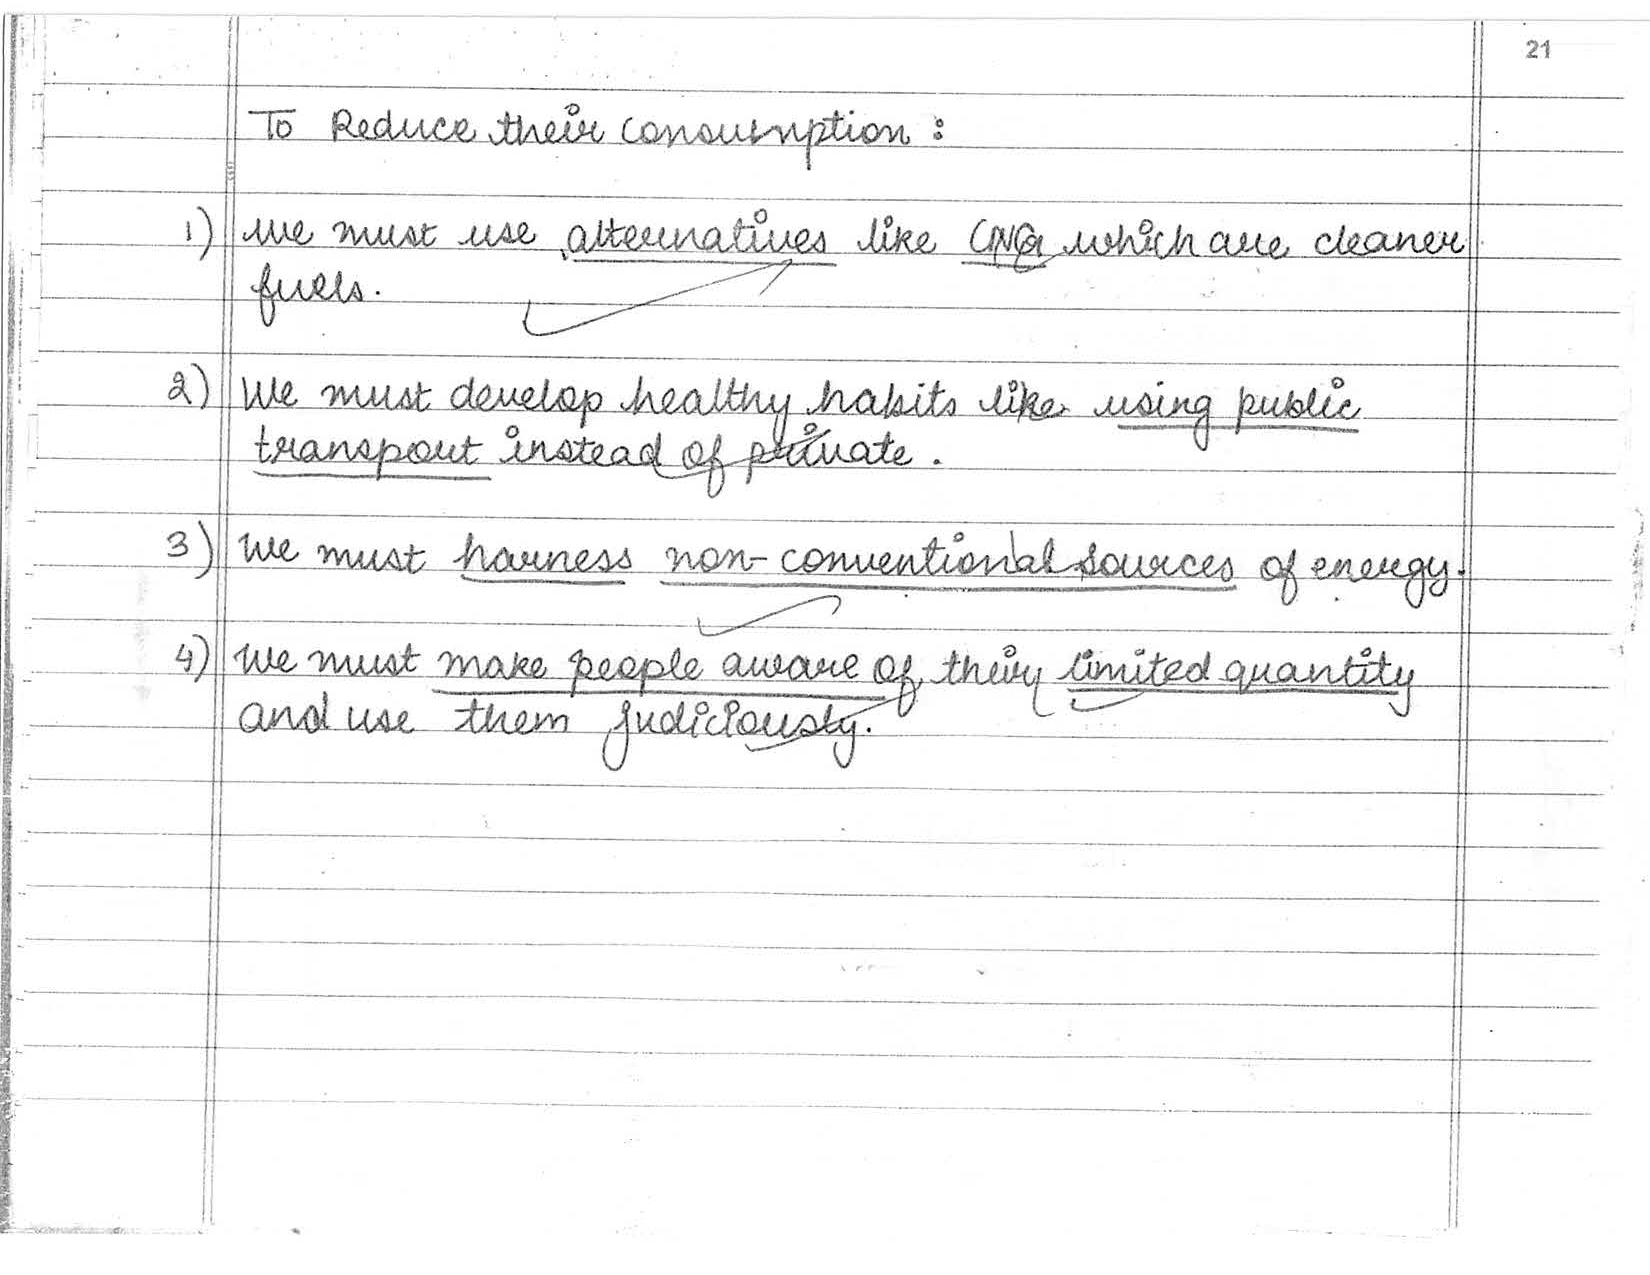 21
To Reduce their consumption :
1) We must use alternatives like CNG which are cleaner
fuels.
2) We must develop healthy habits like using public
transport instead of private.
3) We must harness non-conventional sources of energy.
4) We must make people aware of their limited quantity
and use them judiciously.